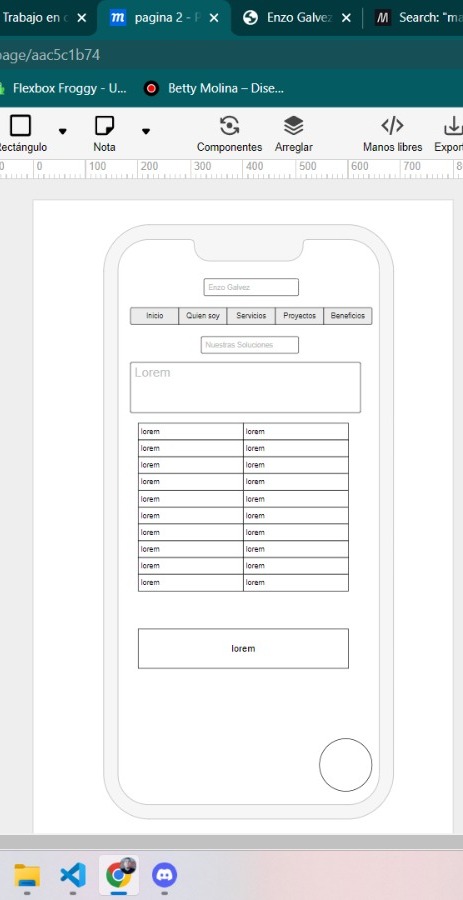 Trabajo en
pagina 2 -
Enzo Galvez
Search: "ma
page/aac5c1b74
Flexbox Froggy - U...
Betty Molina – Dise...
Rectángulo
Nota
Componentes
Arreglar
Manos libres
Export
0
0
100
200
300
400
500
600
700
8
Enzo Galvez
Inicio
Quien soy
Servicios
Proyectos
Beneficios
Nuestras Soluciones
Lorem
lorem lorem
lorem lorem
lorem lorem
lorem lorem
lorem lorem
lorem lorem
lorem lorem
lorem lorem
lorem lorem
lorem lorem
lorem